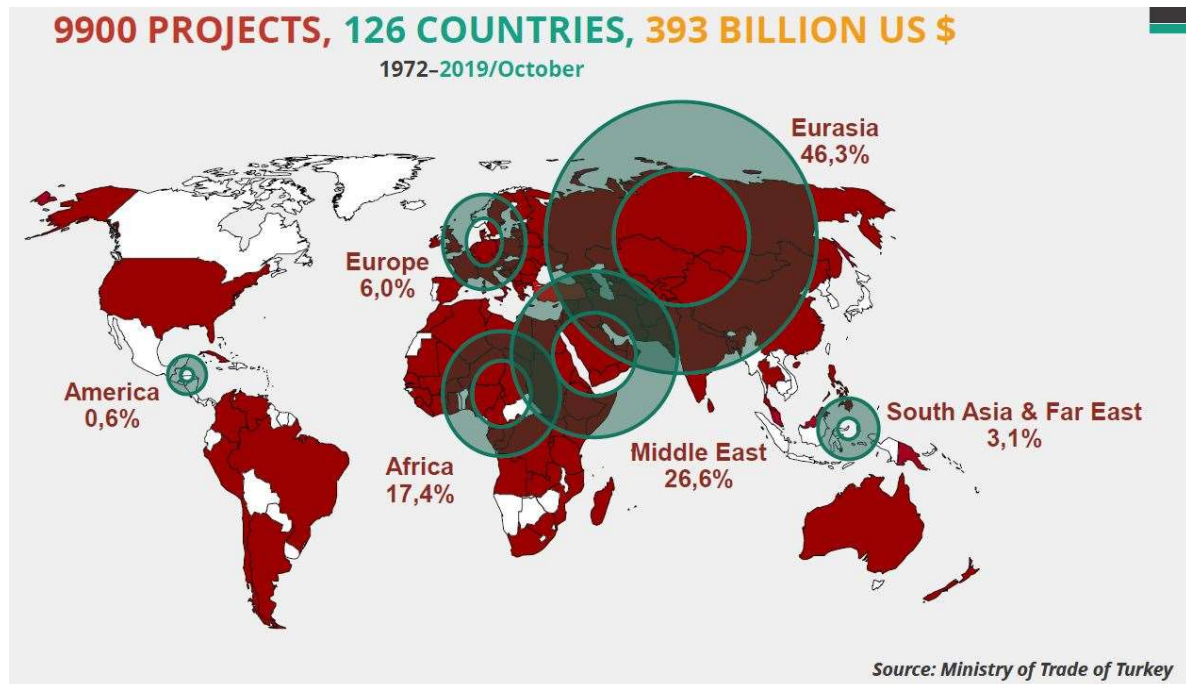 9900 PROJECTS, 126 COUNTRIES, 393 BILLION US $
1972–2019/October
Eurasia
46,3%
Europe
6,0%
America
0,6%
Africa
17,4%
Middle East
26,6%
South Asia & Far East
3,1%
Source: Ministry of Trade of Turkey